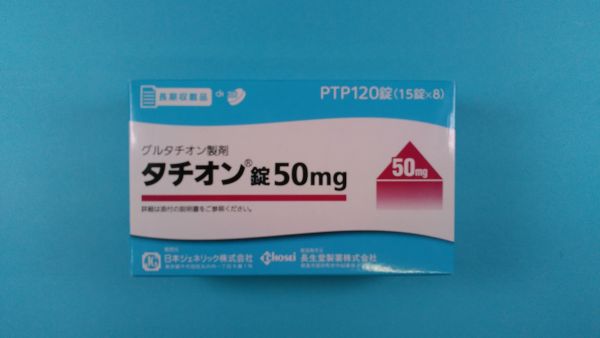 長期収載品
PTP120錠(15錠×8)
グルタチオン製剤
タチオン®錠50mg
50mg
詳細は添付の説明書をご参照ください。
日本ジェネリック株式会社
Chosei
長生堂製薬株式会社